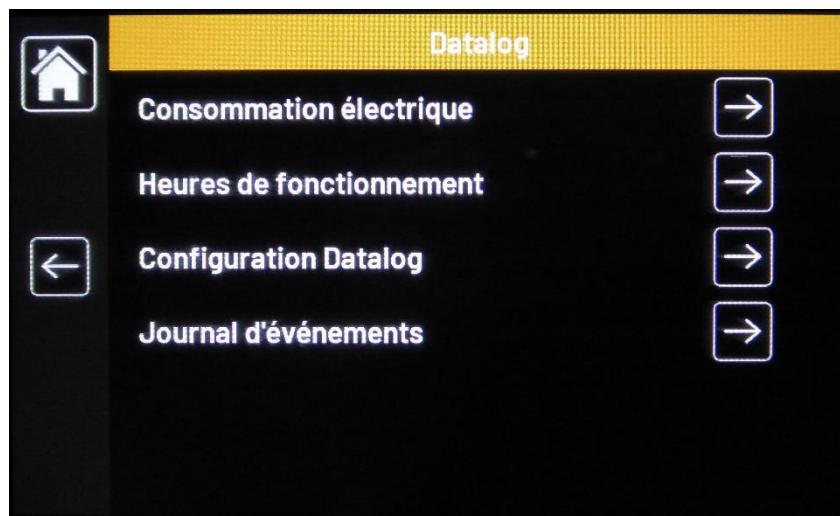 Datalog
Consommation électrique
Heures de fonctionnement
Configuration Datalog
Journal d'événements